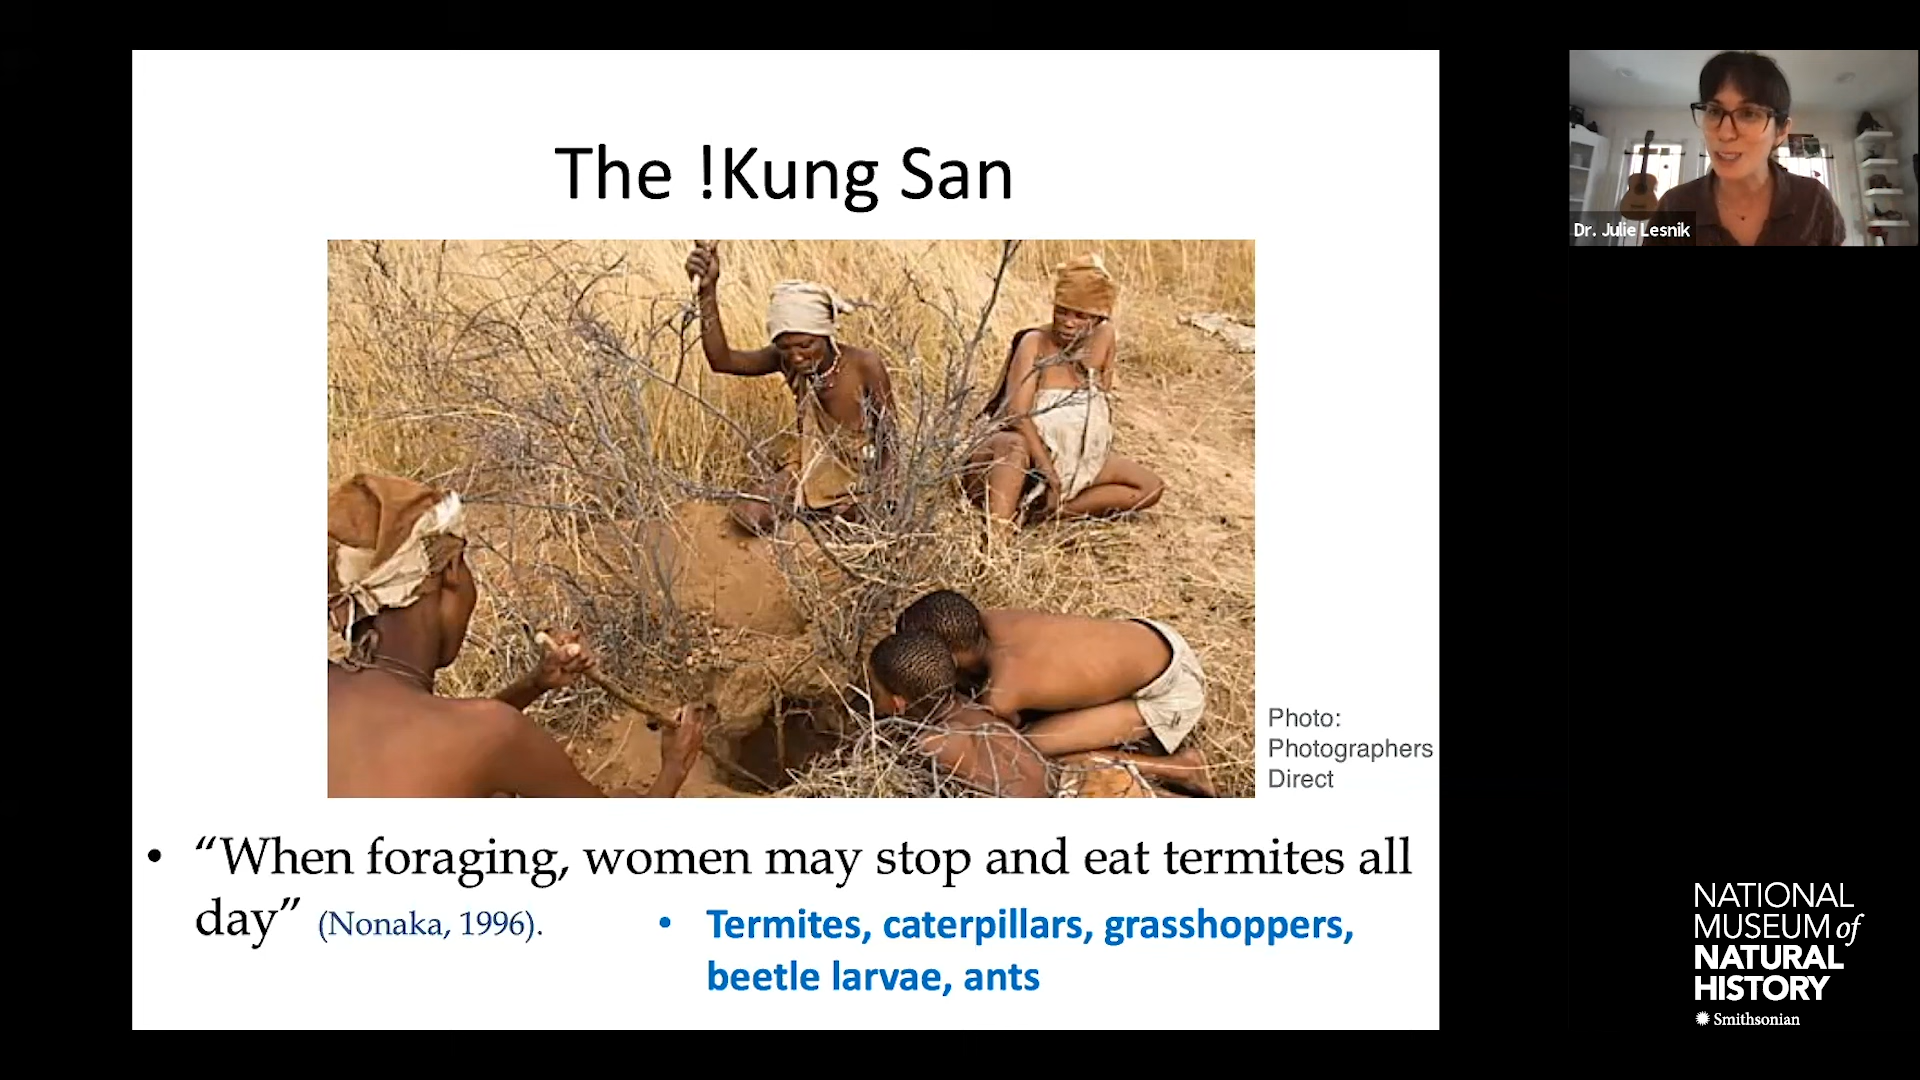 The !Kung San
Photo:
Photographers
Direct
• “When foraging, women may stop and eat termites all
day” (Nonaka, 1996).
• Termites, caterpillars, grasshoppers,
beetle larvae, ants
Dr. Julie Lesnik
NATIONAL
MUSEUM of
NATURAL
HISTORY
Smithsonian